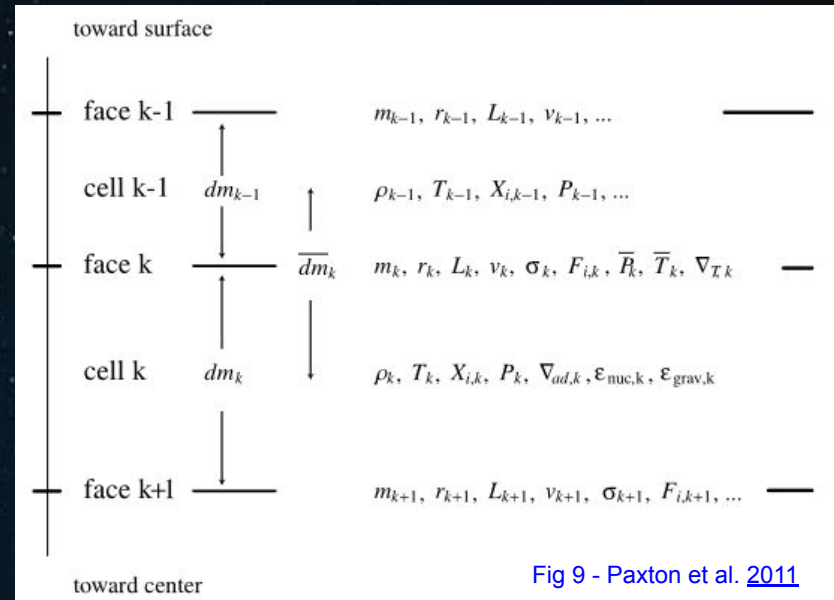 toward surface
face k-1 m_{k−1}, r_{k−1}, L_{k−1}, v_{k−1}, ...
cell k-1 dm_{k−1} ρ_{k−1}, T_{k−1}, X_{i,k−1}, P_{k−1}, ...
face k \overline{dm}_k m_k, r_k, L_k, v_k, σ_k, F_{i,k}, \overline{P}_k, \overline{T}_k, ∇_{T,k}
cell k dm_k ρ_k, T_k, X_{i,k}, P_k, ∇_{ad,k}, ε_{nuc,k}, ε_{grav,k}
face k+1 m_{k+1}, r_{k+1}, L_{k+1}, v_{k+1}, σ_{k+1}, F_{i,k+1}, ...
toward center
Fig 9 - Paxton et al. 2011